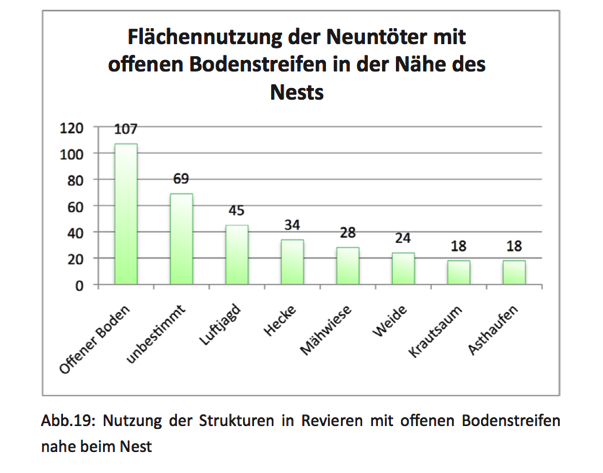 Flächennutzung der Neuntöter mit
offenen Bodenstreifen in der Nähe des
Nests
120
100
80
60
40
20
0
107
69
45
34
28
24
18
18
Offener Boden
unbestimmt
Luftjagd
Hecke
Mähwiese
Weide
Krautsaum
Asthaufen
Abb.19: Nutzung der Strukturen in Revieren mit offenen Bodenstreifen
nahe beim Nest